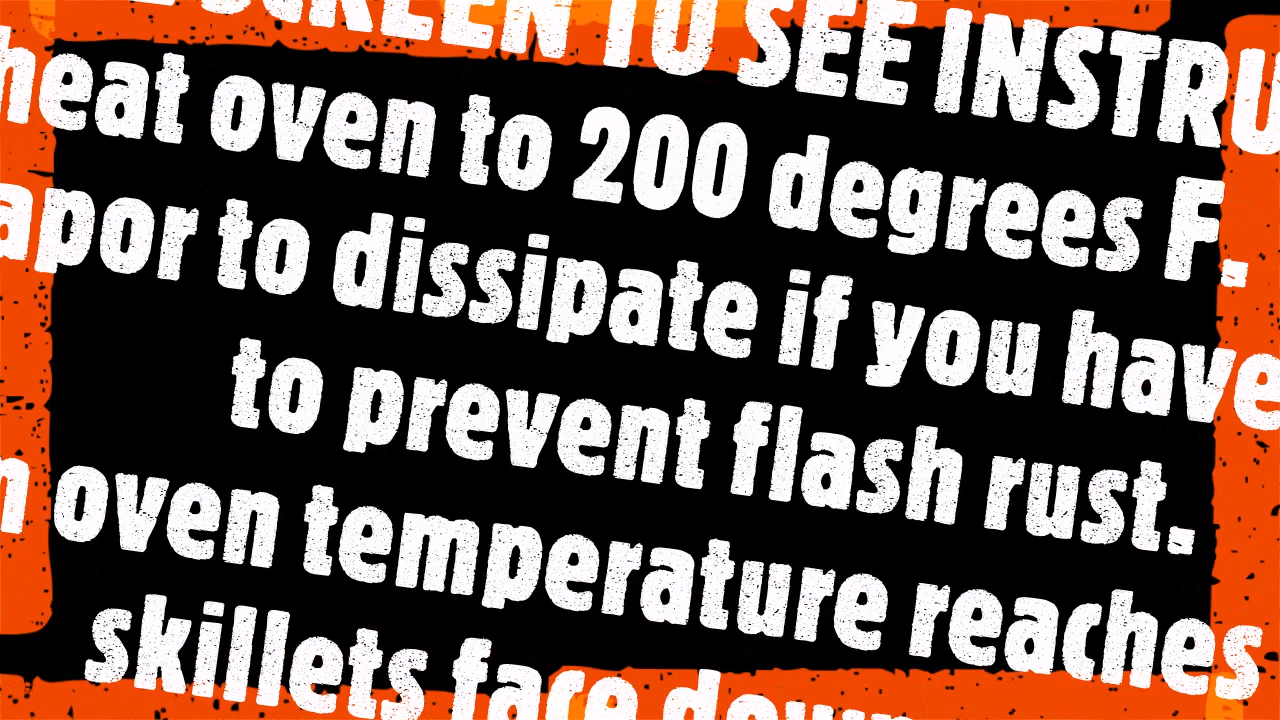 SCREEN TO SEE INSTRU
heat oven to 200 degrees F.
apor to dissipate if you have
to prevent flash rust.
n oven temperature reaches
skillets face down